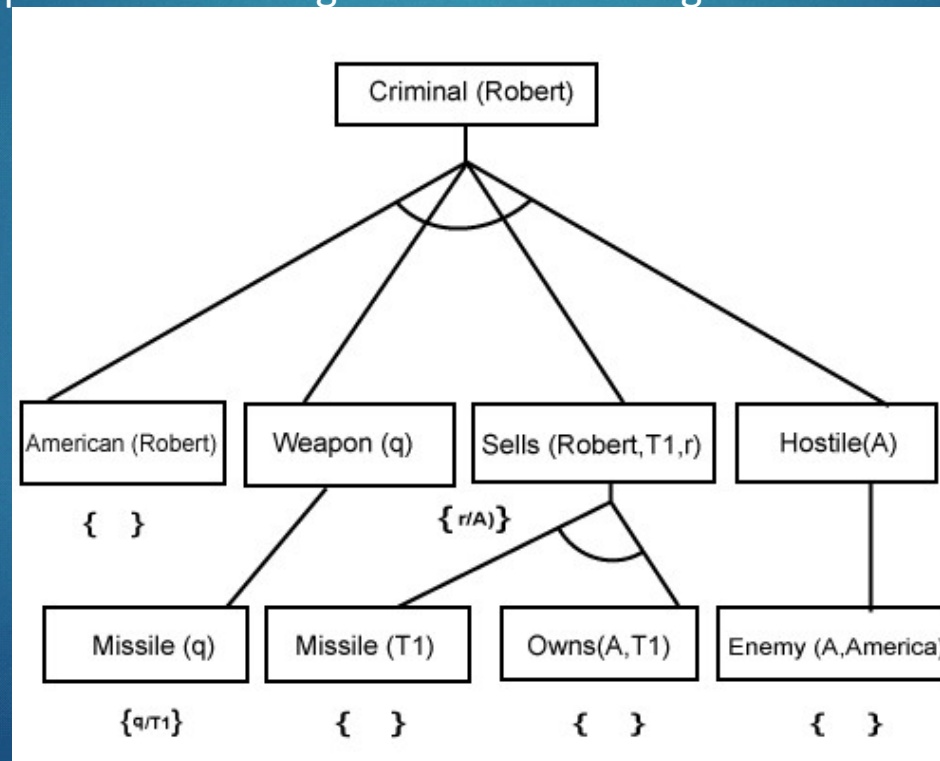 Criminal (Robert)
American (Robert)
Weapon (q)
Sells (Robert,T1,r)
Hostile(A)
{ }
{ r/A)}
Missile (q)
Missile (T1)
Owns(A,T1)
Enemy (A,America)
{q/T1}
{ }
{ }
{ }